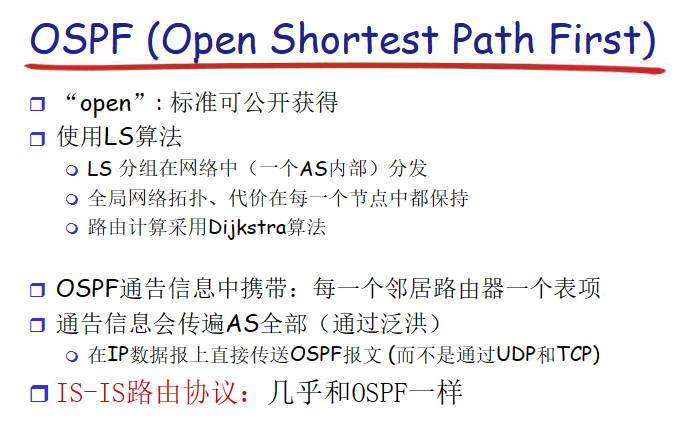 OSPF (Open Shortest Path First)
“open”: 标准可公开获得
使用LS算法
LS 分组在网络中（一个AS内部）分发
全局网络拓扑、代价在每一个节点中都保持
路由计算采用Dijkstra算法
OSPF通告信息中携带：每一个邻居路由器一个表项
通告信息会传遍AS全部（通过泛洪）
在IP数据报上直接传送OSPF报文 (而不是通过UDP和TCP)
IS-IS路由协议：几乎和OSPF一样